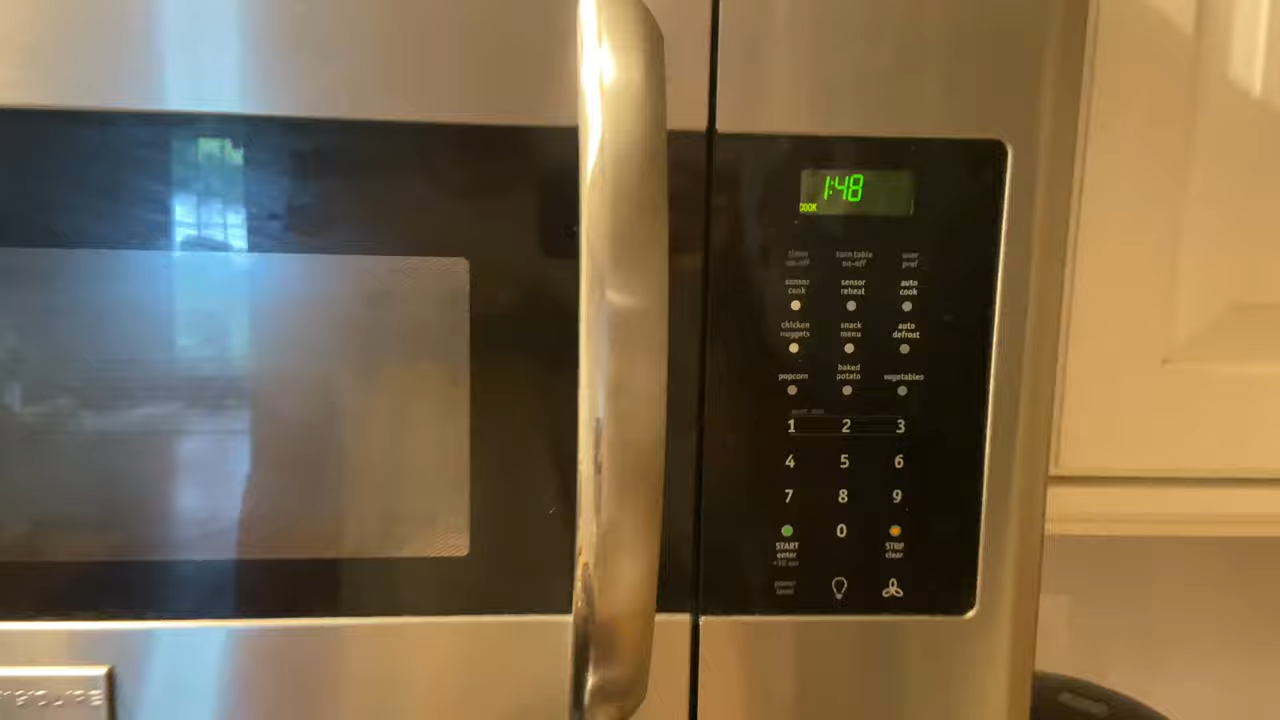 1:48
COOK
timer on-off turn table on-off user pref
sensor cook sensor reheat auto cook
chicken nuggets snack menu auto defrost
popcorn baked potato vegetables
1 2 3
4 5 6
7 8 9
0
START enter STOP clear
power level